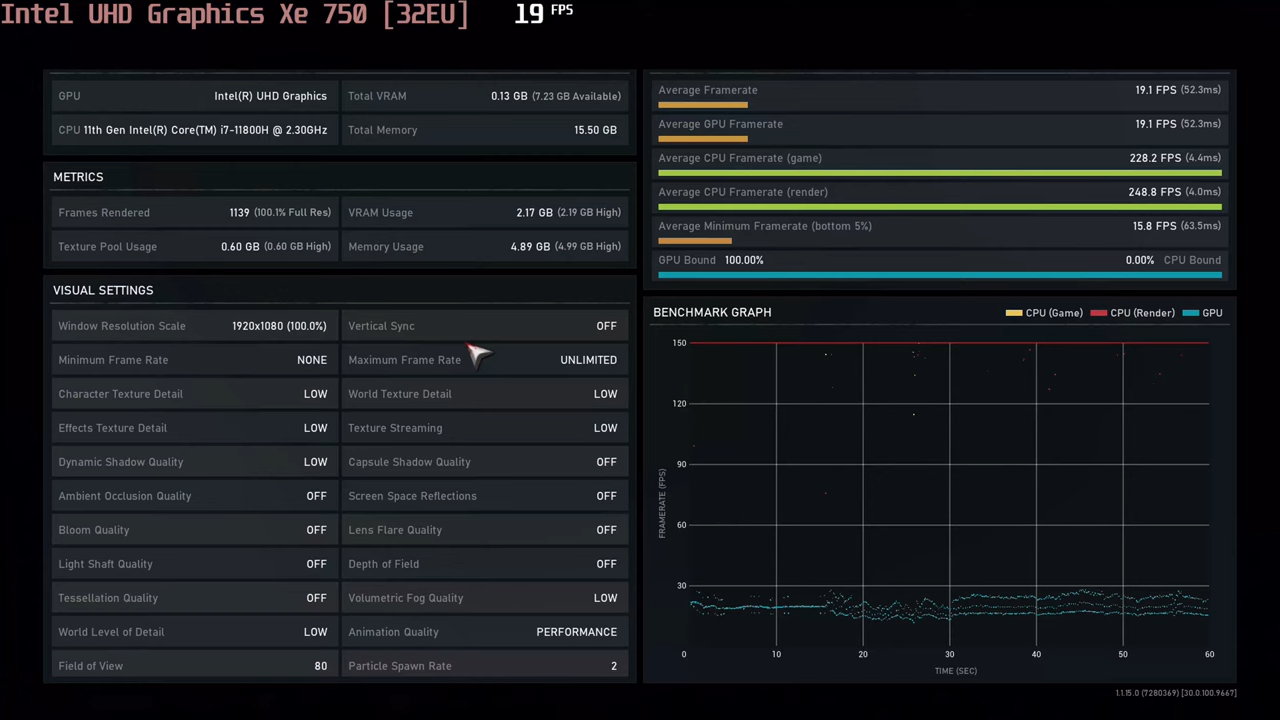 Intel UHD Graphics Xe 750 [32EU] 19 FPS
GPU Intel(R) UHD Graphics Total VRAM 0.13 GB (7.23 GB Available)
CPU 11th Gen Intel(R) Core(TM) i7-11800H @ 2.30GHz Total Memory 15.50 GB
METRICS
Frames Rendered 1139 (100.1% Full Res) VRAM Usage 2.17 GB (2.19 GB High)
Texture Pool Usage 0.60 GB (0.60 GB High) Memory Usage 4.89 GB (4.99 GB High)
VISUAL SETTINGS
Window Resolution Scale 1920x1080 (100.0%) Vertical Sync OFF
Minimum Frame Rate NONE Maximum Frame Rate UNLIMITED
Character Texture Detail LOW World Texture Detail LOW
Effects Texture Detail LOW Texture Streaming LOW
Dynamic Shadow Quality LOW Capsule Shadow Quality OFF
Ambient Occlusion Quality OFF Screen Space Reflections OFF
Bloom Quality OFF Lens Flare Quality OFF
Light Shaft Quality OFF Depth of Field OFF
Tessellation Quality OFF Volumetric Fog Quality LOW
World Level of Detail LOW Animation Quality PERFORMANCE
Field of View 80 Particle Spawn Rate 2
Average Framerate 19.1 FPS (52.3ms)
Average GPU Framerate 19.1 FPS (52.3ms)
Average CPU Framerate (game) 228.2 FPS (4.4ms)
Average CPU Framerate (render) 248.8 FPS (4.0ms)
Average Minimum Framerate (bottom 5%) 15.8 FPS (63.5ms)
GPU Bound 100.00% 0.00% CPU Bound
BENCHMARK GRAPH CPU (Game) CPU (Render) GPU
150
120
90
60
30
FRAMERATE (FPS)
0 10 20 30 40 50 60
TIME (SEC)
1.1.15.0 (7280369) [30.0.100.9667]